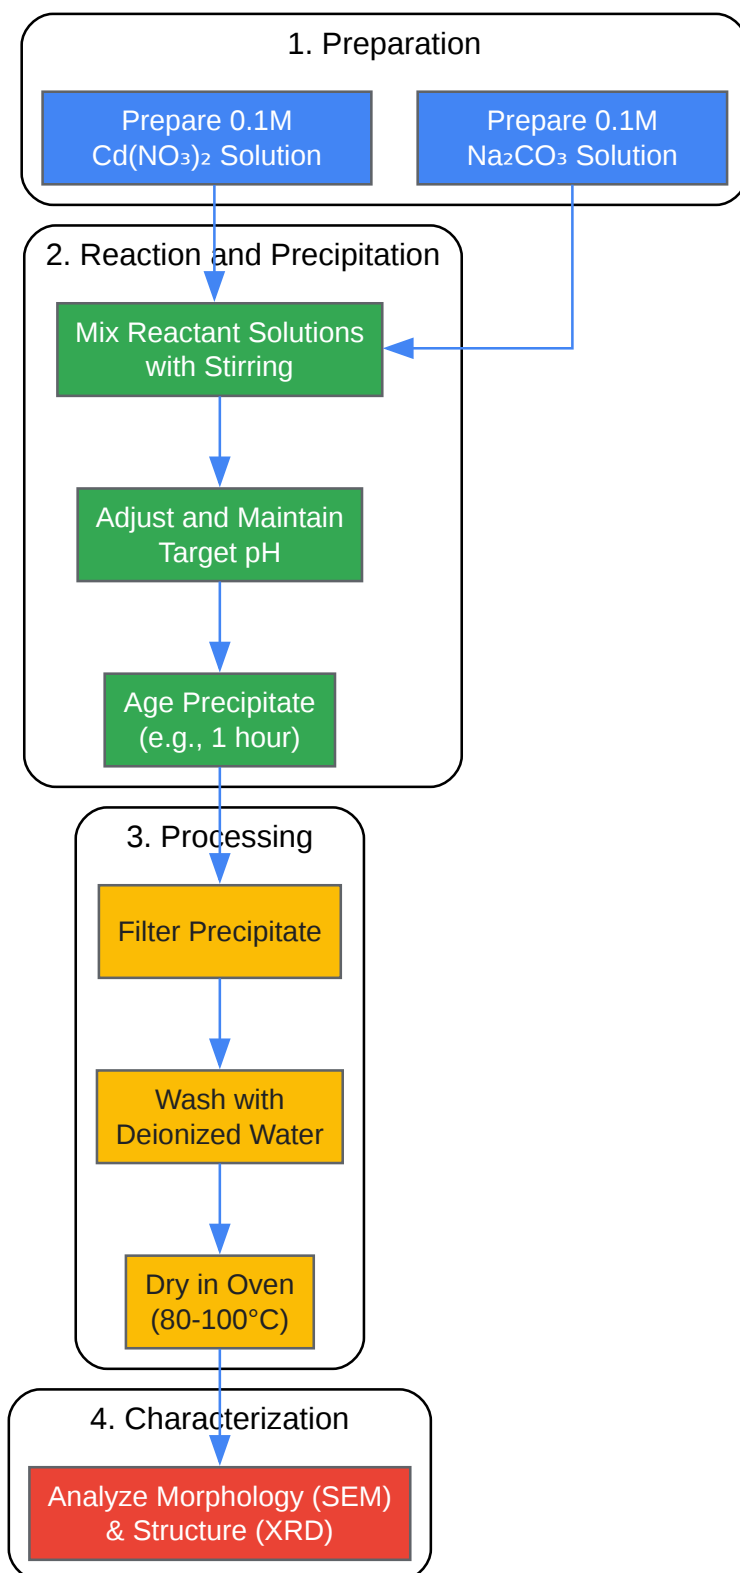 1. Preparation
Prepare 0.1M
Cd(NO₃)₂ Solution
Prepare 0.1M
Na₂CO₃ Solution
2. Reaction and Precipitation
Mix Reactant Solutions
with Stirring
Adjust and Maintain
Target pH
Age Precipitate
(e.g., 1 hour)
3. Processing
Filter Precipitate
Wash with
Deionized Water
Dry in Oven
(80-100°C)
4. Characterization
Analyze Morphology (SEM)
& Structure (XRD)